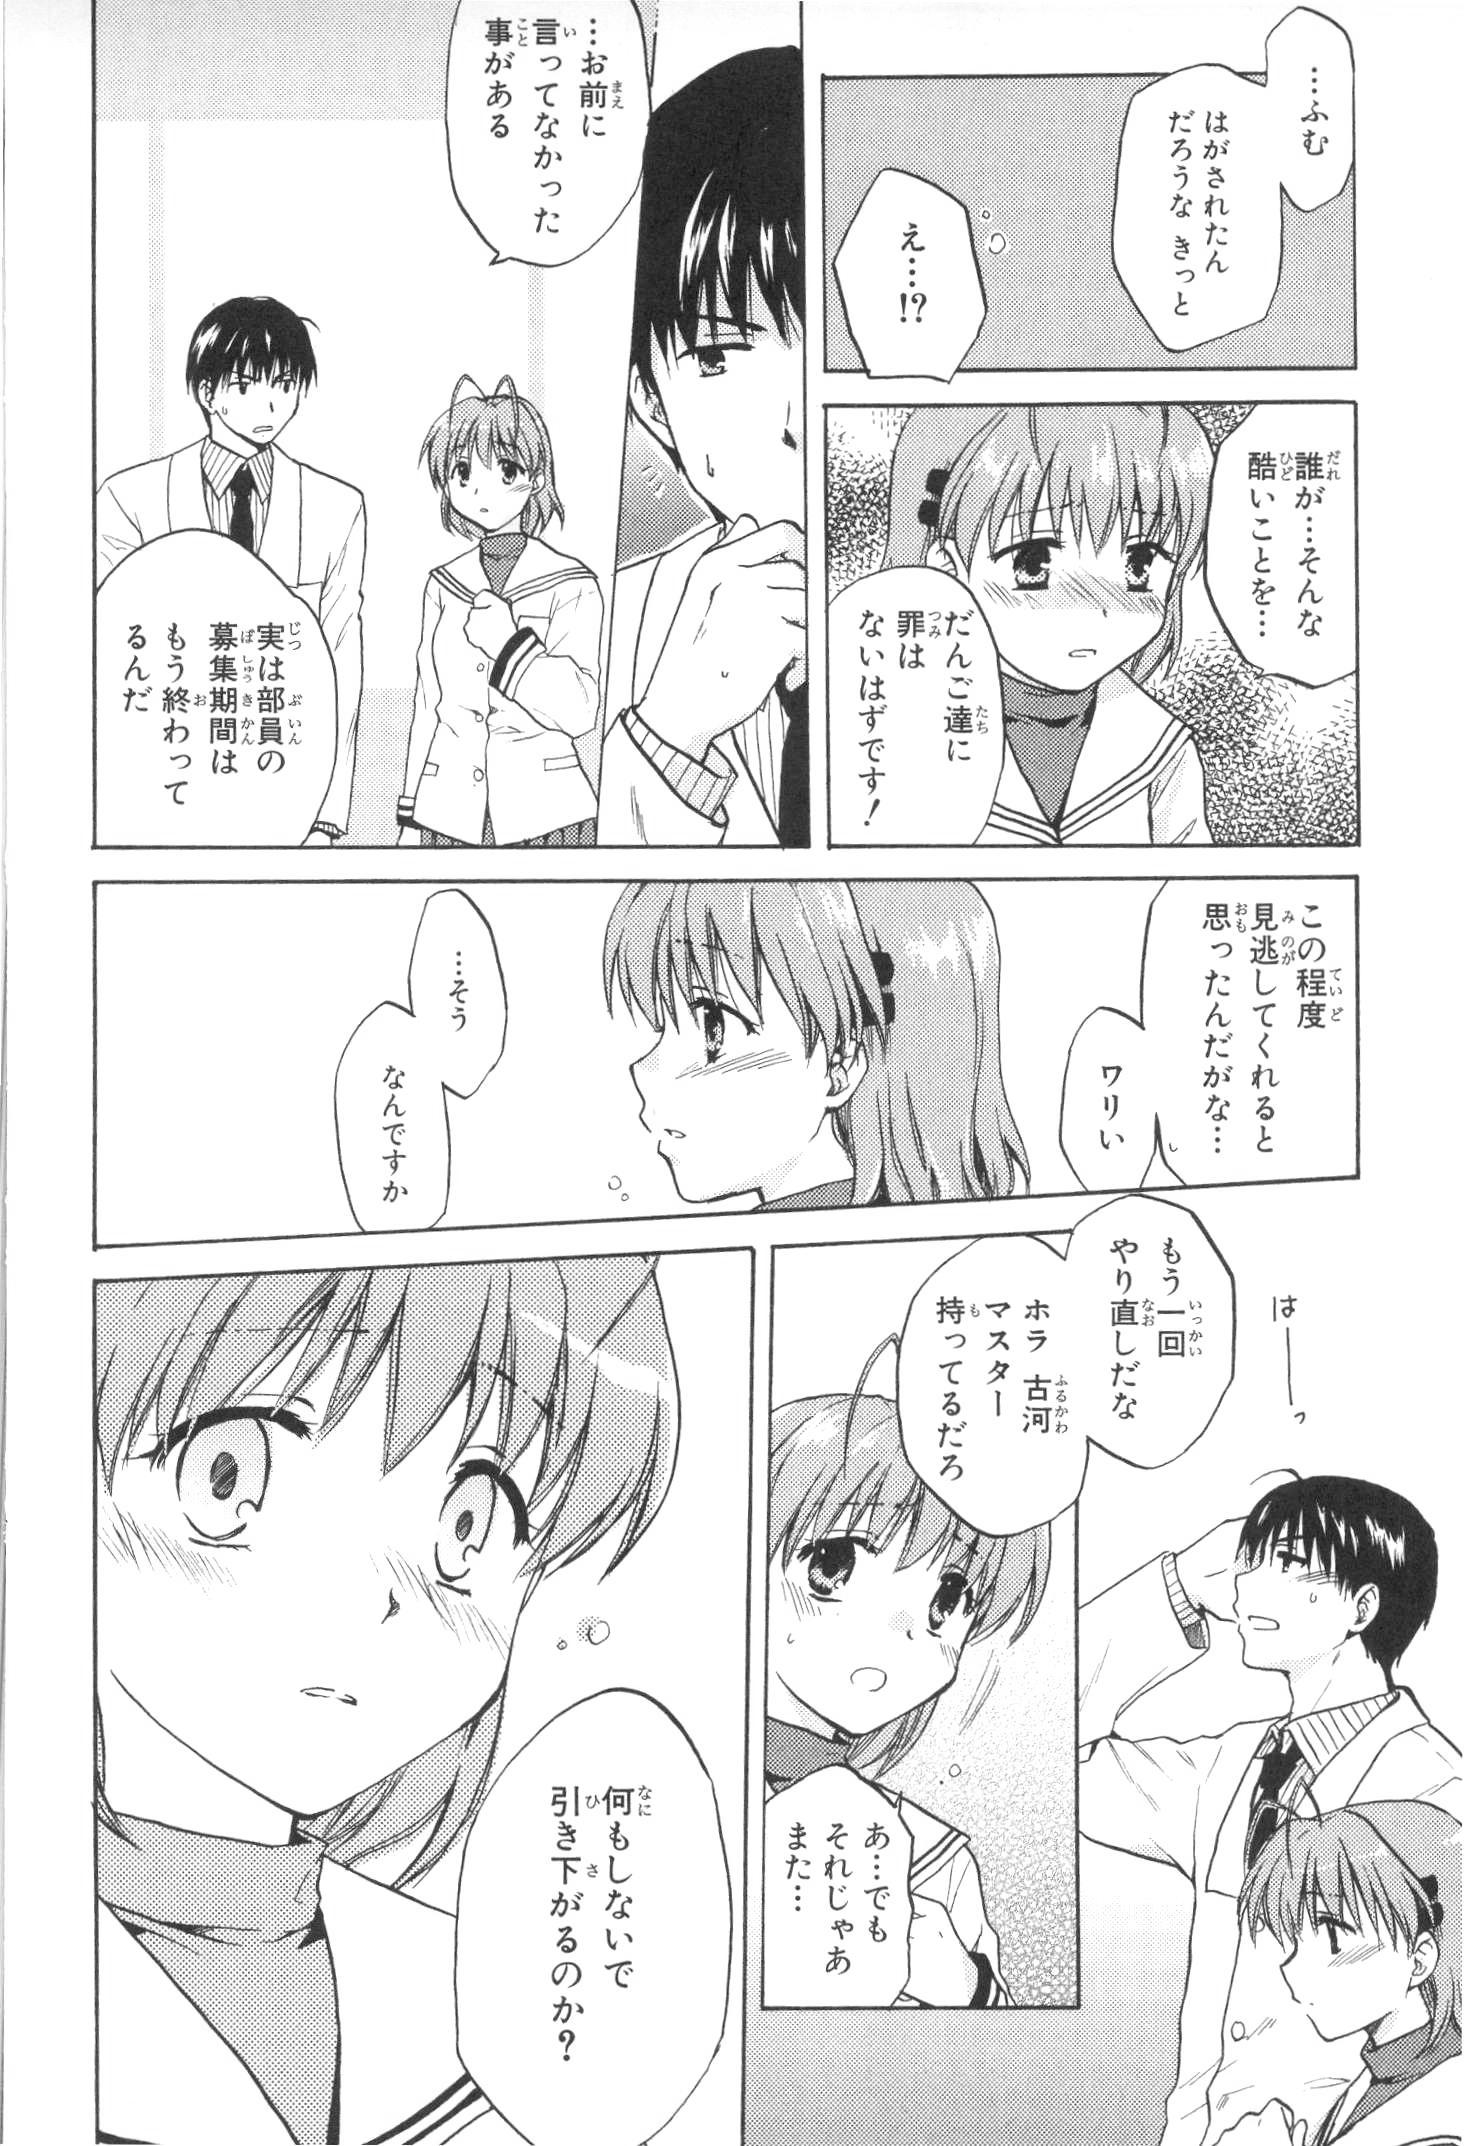 …ふむ
はがされたん
だろうな きっと
え…!?
誰が…そんな
酷いことを…
だんご達に
罪は
ないはずです！
…お前に
言ってなかった
事がある
実は部員の
募集期間は
もう終わって
るんだ
この程度
見逃してくれると
思ったんだがな…
ワリい
…そう
なんですか
はーっ
もう一回
やり直しだな
ホラ 古河
マスター
持ってるだろ
あ…でも
それじゃあ
また…
何もしないで
引き下がるのか？